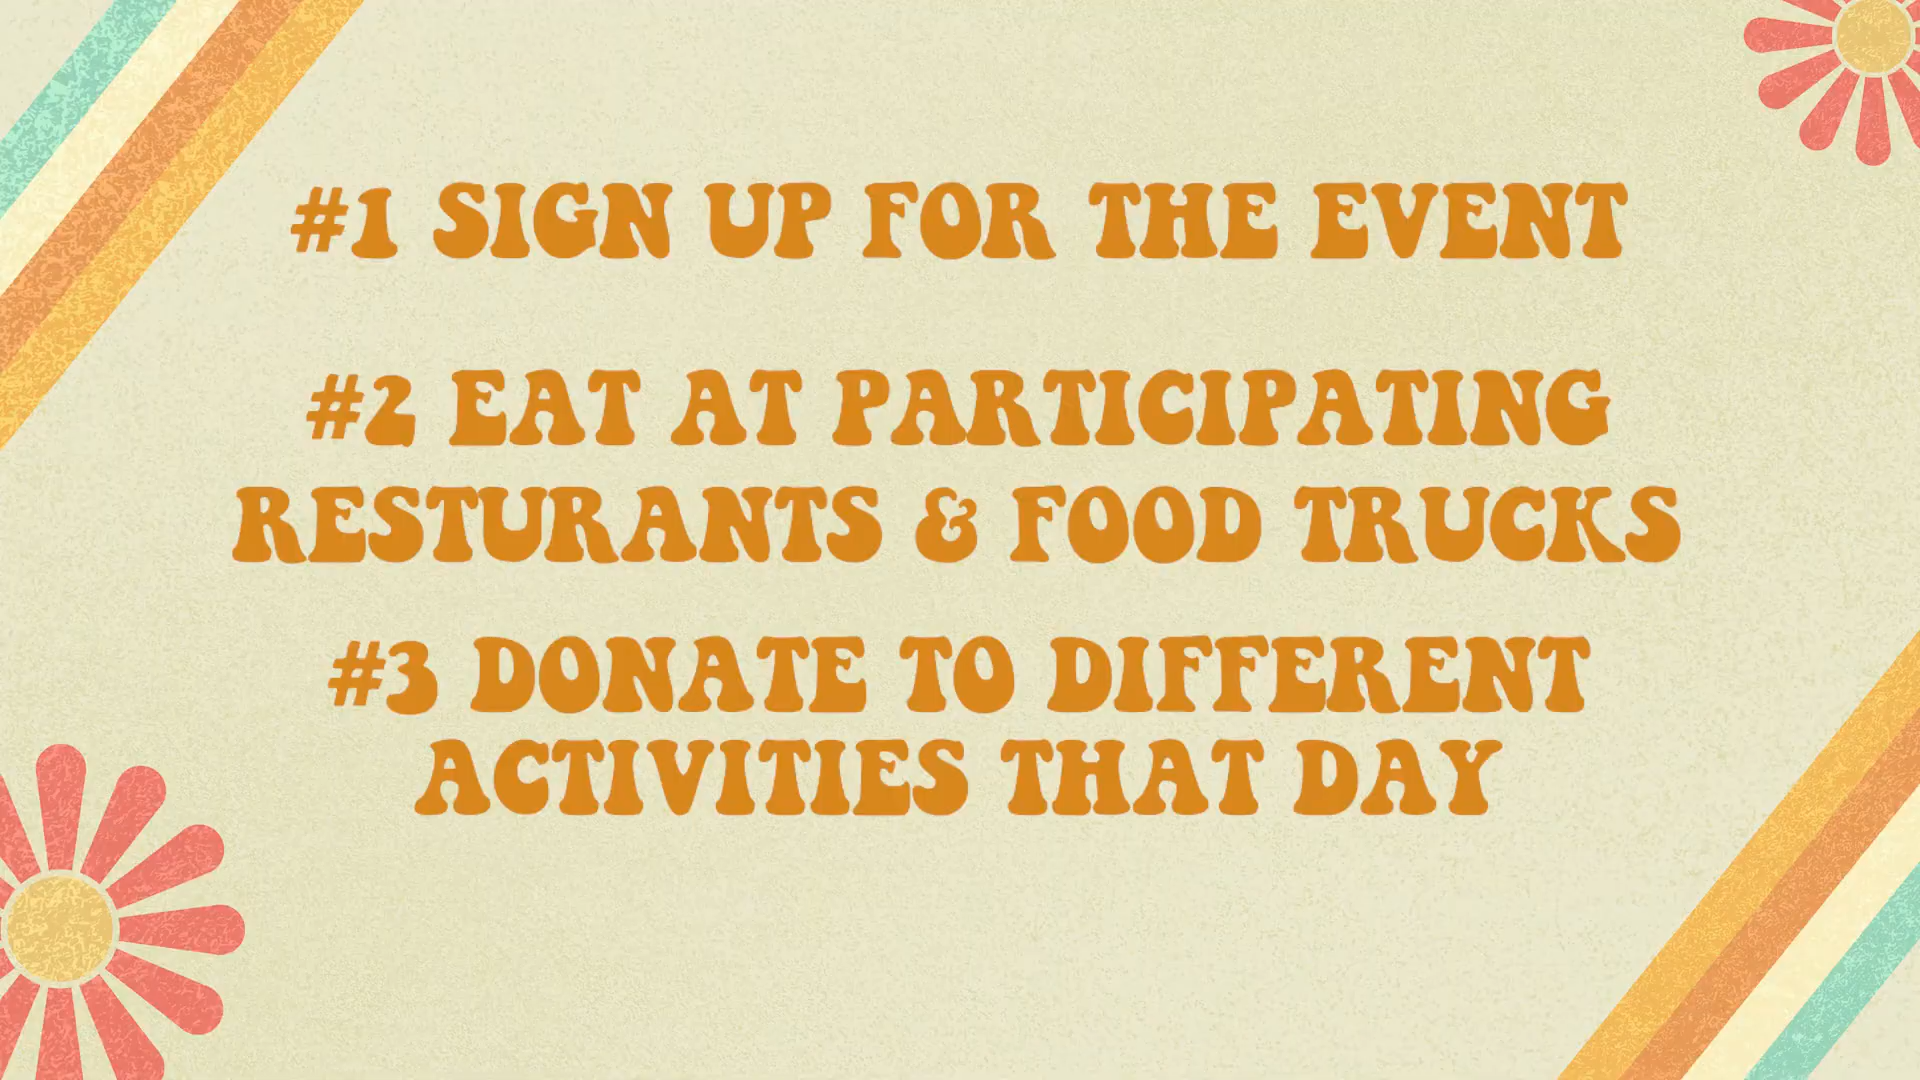 #1 SIGN UP FOR THE EVENT
#2 EAT AT PARTICIPATING
RESTURANTS & FOOD TRUCKS
#3 DONATE TO DIFFERENT
ACTIVITIES THAT DAY